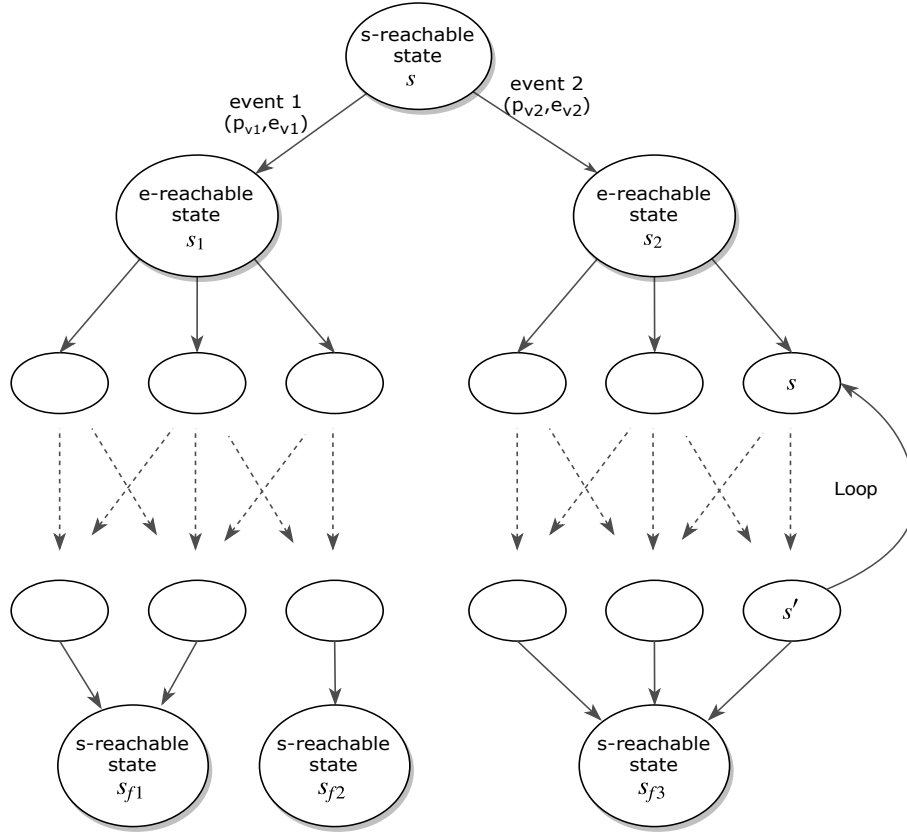 s-reachable
state
s
event 1
(pv1,ev1)
event 2
(pv2,ev2)
e-reachable
state
s1
e-reachable
state
s2
s
Loop
s′
s-reachable
state
sf1
s-reachable
state
sf2
s-reachable
state
sf3